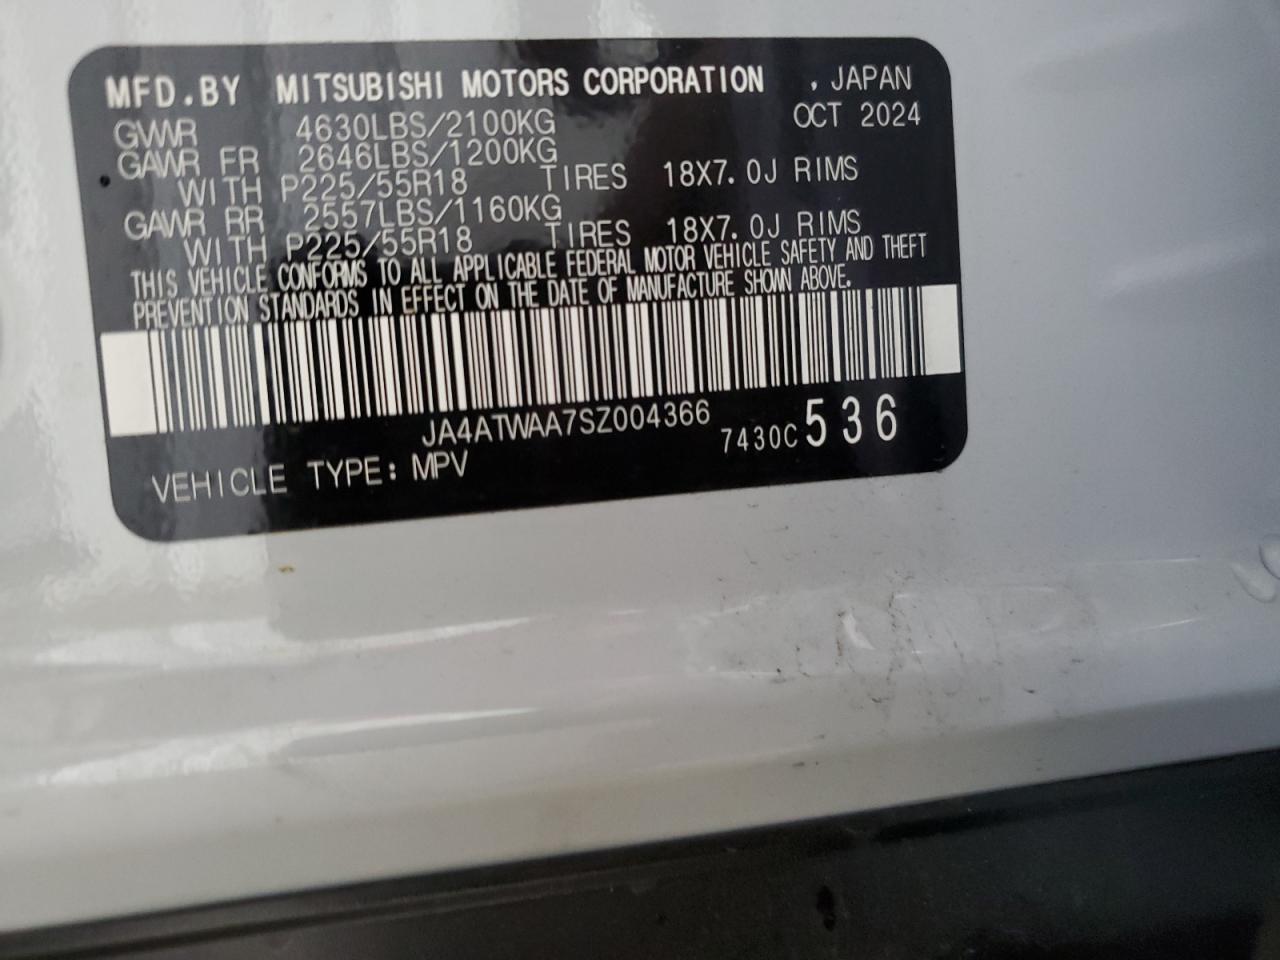 MFD.BY MITSUBISHI MOTORS CORPORATION , JAPAN
GVWR 4630LBS/2100KG OCT 2024
GAWR FR 2646LBS/1200KG
WITH P225/55R18 TIRES 18X7.0J RIMS
GAWR RR 2557LBS/1160KG
WITH P225/55R18 TIRES 18X7.0J RIMS
THIS VEHICLE CONFORMS TO ALL APPLICABLE FEDERAL MOTOR VEHICLE SAFETY AND THEFT
PREVENTION STANDARDS IN EFFECT ON THE DATE OF MANUFACTURE SHOWN ABOVE.
JA4ATWAA7SZ004366
7430C 536
VEHICLE TYPE: MPV